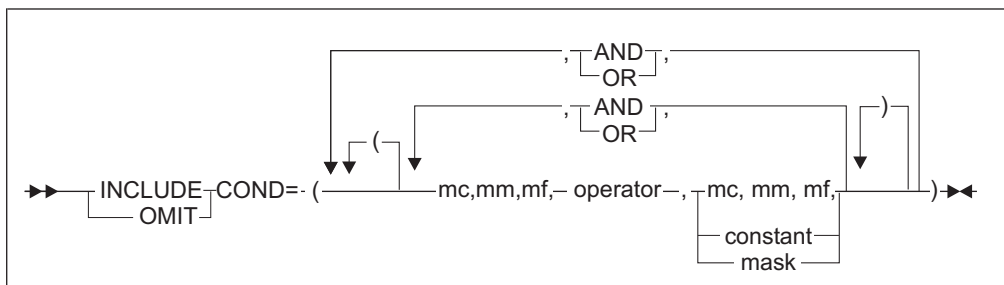 , AND ,
OR
, AND ,
OR
( )
INCLUDE COND= ( mc,mm,mf, operator , mc, mm, mf, )
OMIT
constant
mask